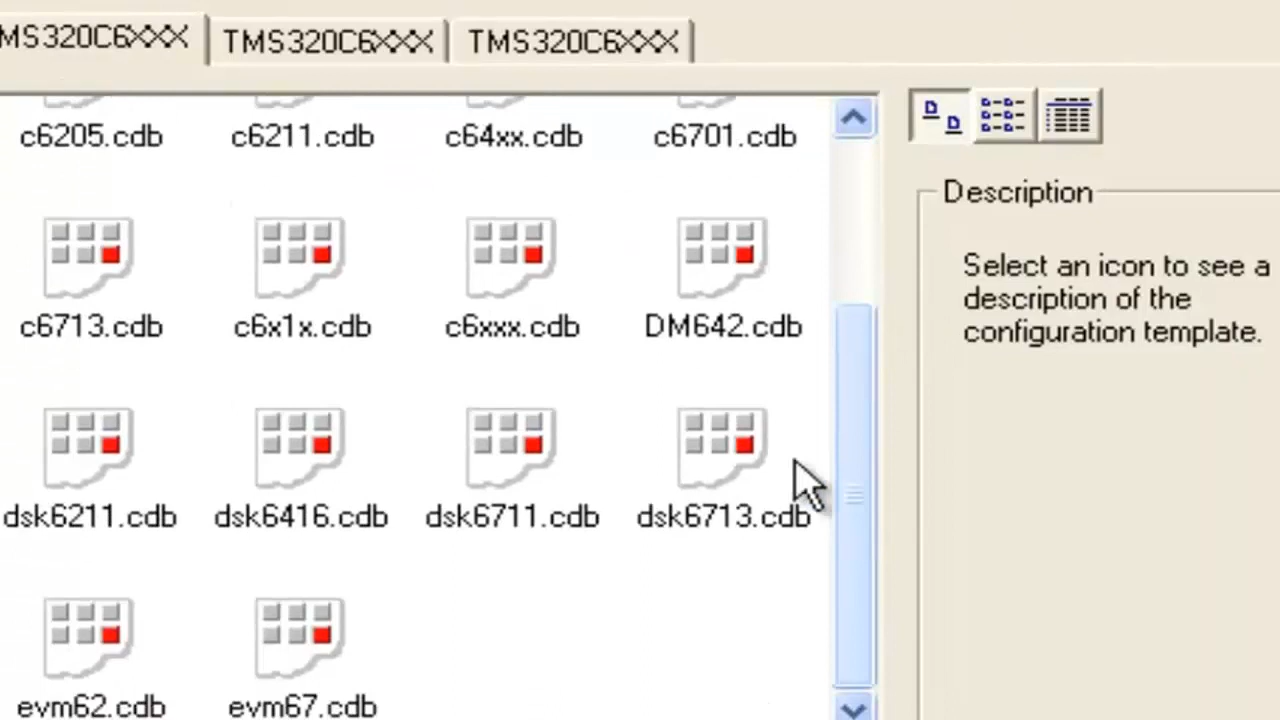 MS320C6XXX TMS320C6XXX TMS320C6XXX
c6205.cdb c6211.cdb c64xx.cdb c6701.cdb
Description
Select an icon to see a
description of the
configuration template.
c6713.cdb c6x1x.cdb c6xxx.cdb DM642.cdb
dsk6211.cdb dsk6416.cdb dsk6711.cdb dsk6713.cdb
evm62.cdb evm67.cdb